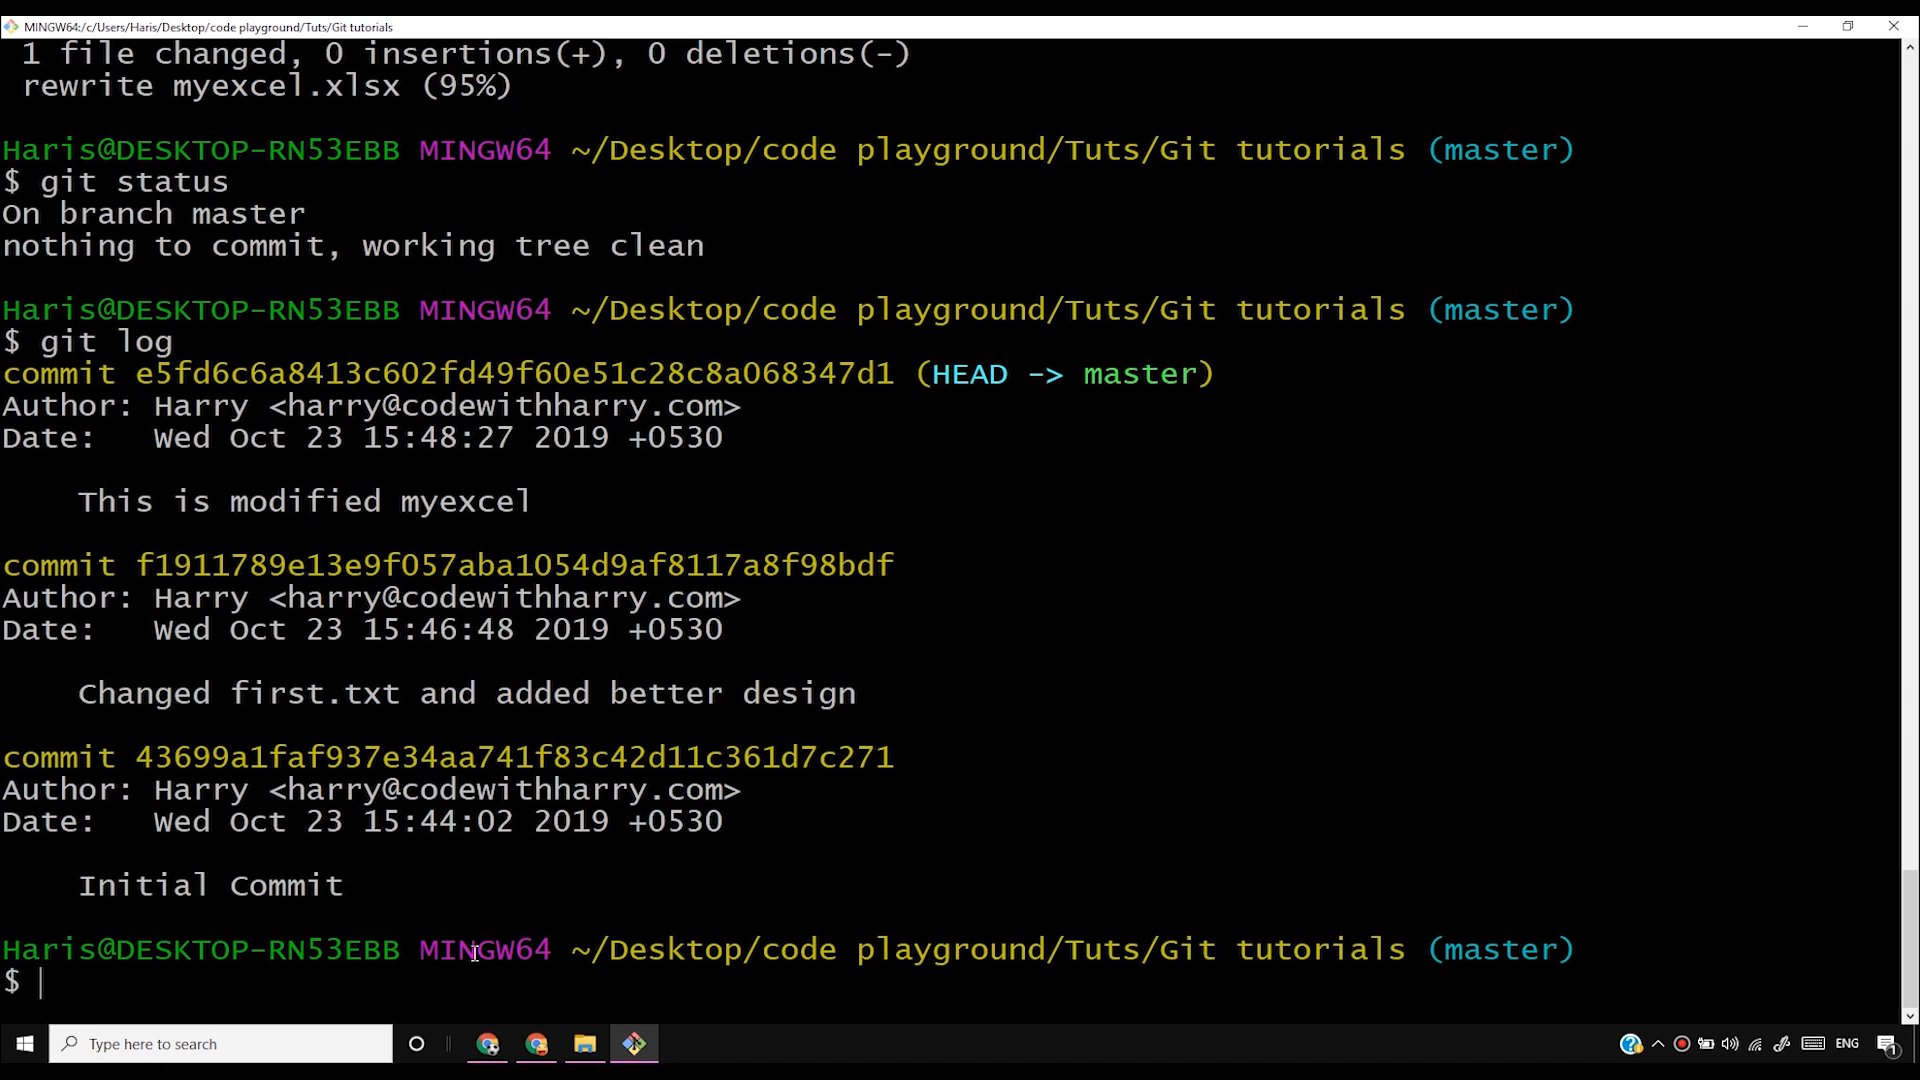 MINGW64:/c/Users/Haris/Desktop/code playground/Tuts/Git tutorials
1 file changed, 0 insertions(+), 0 deletions(-)
rewrite myexcel.xlsx (95%)
Haris@DESKTOP-RN53EBB MINGW64 ~/Desktop/code playground/Tuts/Git tutorials (master)
$ git status
On branch master
nothing to commit, working tree clean
Haris@DESKTOP-RN53EBB MINGW64 ~/Desktop/code playground/Tuts/Git tutorials (master)
$ git log
commit e5fd6c6a8413c602fd49f60e51c28c8a068347d1 (HEAD -> master)
Author: Harry <harry@codewithharry.com>
Date:   Wed Oct 23 15:48:27 2019 +0530
This is modified myexcel
commit f1911789e13e9f057aba1054d9af8117a8f98bdf
Author: Harry <harry@codewithharry.com>
Date:   Wed Oct 23 15:46:48 2019 +0530
Changed first.txt and added better design
commit 43699a1faf937e34aa741f83c42d11c361d7c271
Author: Harry <harry@codewithharry.com>
Date:   Wed Oct 23 15:44:02 2019 +0530
Initial Commit
Haris@DESKTOP-RN53EBB MINGW64 ~/Desktop/code playground/Tuts/Git tutorials (master)
$
Type here to search
ENG
1